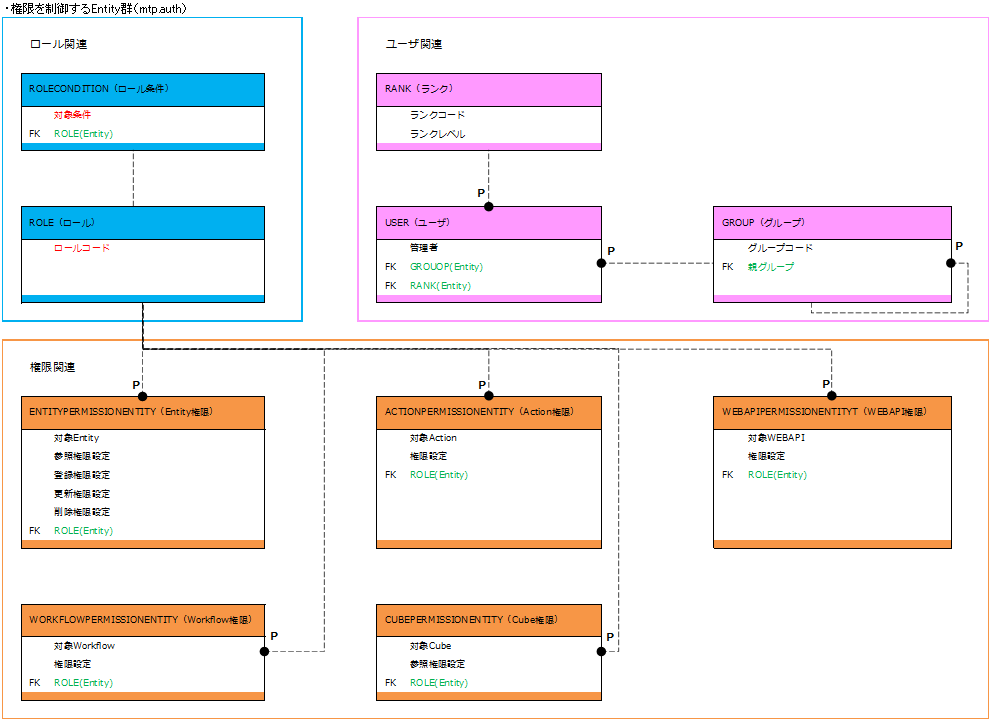 ・権限を制御するEntity群(mtp.auth)
ロール関連
ROLECONDITION（ロール条件）
対象条件
FK ROLE(Entity)
ROLE（ロール）
ロールコード
ユーザ関連
RANK（ランク）
ランクコード
ランクレベル
P
USER（ユーザ）
管理者
FK GROUOP(Entity)
FK RANK(Entity)
P
GROUP（グループ）
グループコード
FK 親グループ
P
権限関連
P
ENTITYPERMISSIONENTITY（Entity権限）
対象Entity
参照権限設定
登録権限設定
更新権限設定
削除権限設定
FK ROLE(Entity)
P
ACTIONPERMISSIONENTITY（Action権限）
対象Action
権限設定
FK ROLE(Entity)
P
WEBAPIPERMISSIONENTITYT（WEBAPI権限）
対象WEBAPI
権限設定
FK ROLE(Entity)
WORKFLOWPERMISSIONENTITY（Workflow権限）
P
対象Workflow
権限設定
FK ROLE(Entity)
CUBEPERMISSIONENTITY（Cube権限）
P
対象Cube
参照権限設定
FK ROLE(Entity)